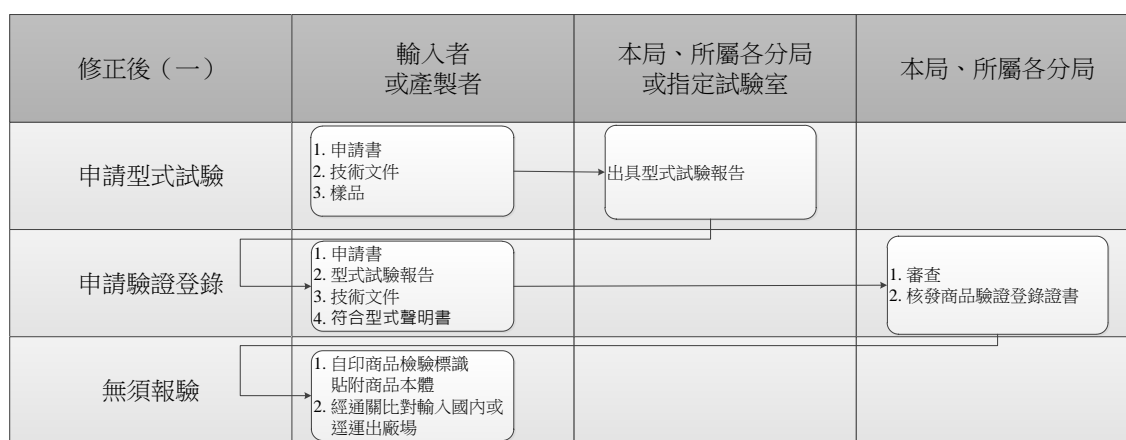 修正後（一）
輸入者
或產製者
本局、所屬各分局
或指定試驗室
本局、所屬各分局
申請型式試驗
1. 申請書
2. 技術文件
3. 樣品
出具型式試驗報告
申請驗證登錄
1. 申請書
2. 型式試驗報告
3. 技術文件
4. 符合型式聲明書
1. 審查
2. 核發商品驗證登錄證書
無須報驗
1. 自印商品檢驗標識
貼附商品本體
2. 經通關比對輸入國內或
逕運出廠場